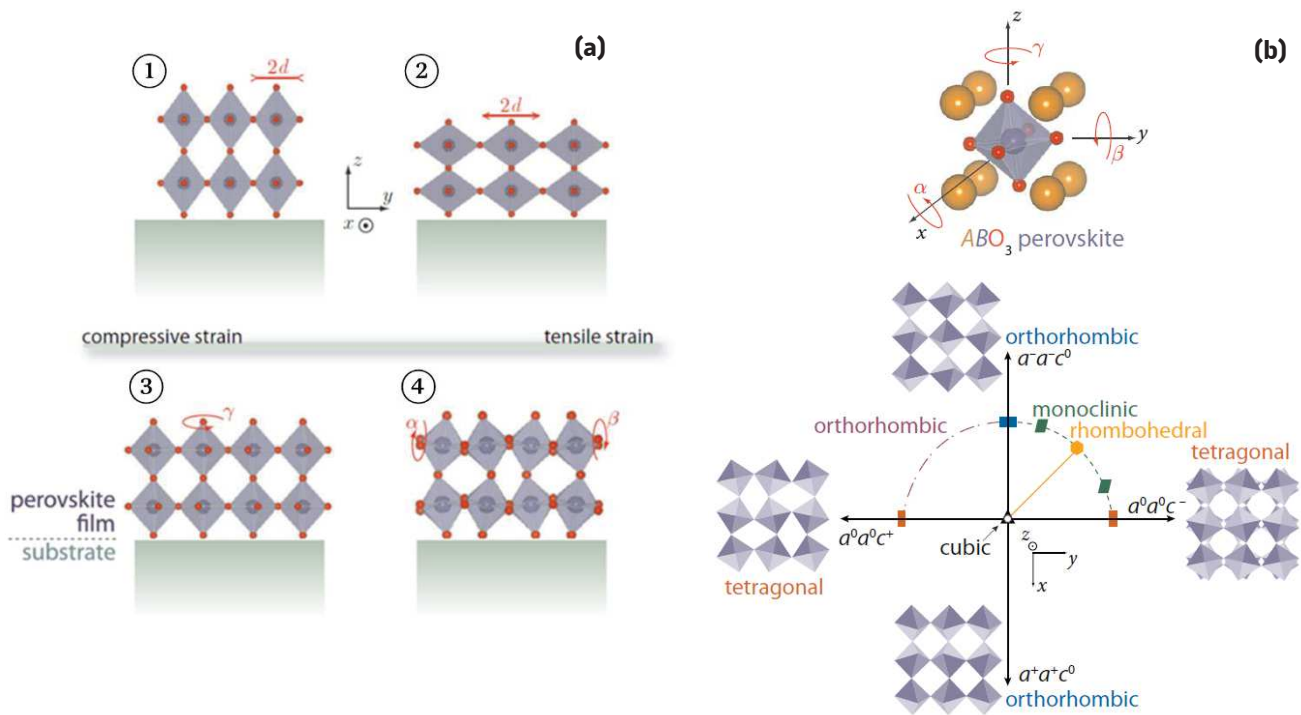 (a)
1
2d
2
2d
z
y
x
compressive strain
tensile strain
3
γ
4
α
β
perovskite
film
substrate
(b)
z
γ
y
β
α
x
ABO3 perovskite
orthorhombic
a⁻a⁻c⁰
monoclinic
rhombohedral
orthorhombic
tetragonal
a⁰a⁰c⁺
a⁰a⁰c⁻
cubic
z
y
x
tetragonal
a⁺a⁺c⁰
orthorhombic